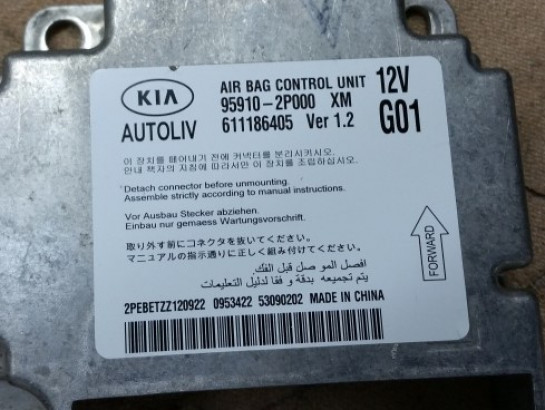 KIA
AIR BAG CONTROL UNIT 12V
95910-2P000 XM
AUTOLIV 611186405 Ver 1.2 G01
이 장치를 떼어내기 전에 커넥터를 분리시키시오.
안내 책자의 지침에 따라서만 이 장치를 조립하십시오.
Detach connector before unmounting.
Assemble strictly according to manual instructions.
Vor Ausbau Stecker abziehen.
Einbau nur gemaess Wartungsvorschrift.
取り外す前にコネクタを抜いてください。
マニュアルの指示通りに正しく組み付けてください。
افصل الموصل قبل الفك
يتم تجميعه بدقة و فقا لدليل التعليمات
FORWARD
2PEBETZZ120922 0953422 53090202 MADE IN CHINA